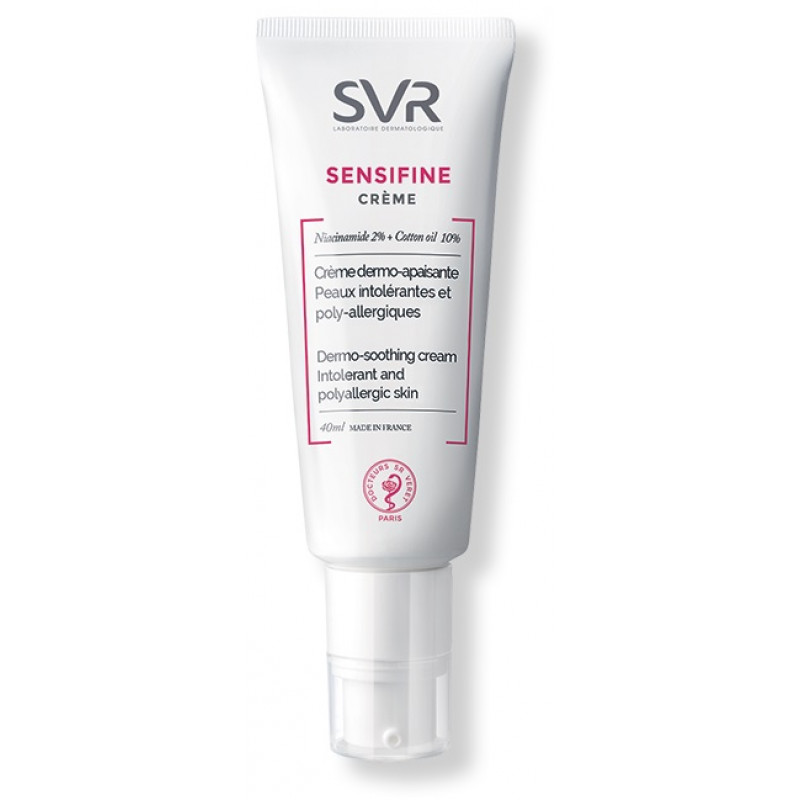 SVR
LABORATOIRE DERMATOLOGIQUE
SENSIFINE
CRÈME
Niacinamide 2% + Cotton oil 10%
Crème dermo-apaisante
Peaux intolérantes et
poly-allergiques
Dermo-soothing cream
Intolerant and
polyallergic skin
40ml MADE IN FRANCE
DOCTEURS SR VERET
PARIS